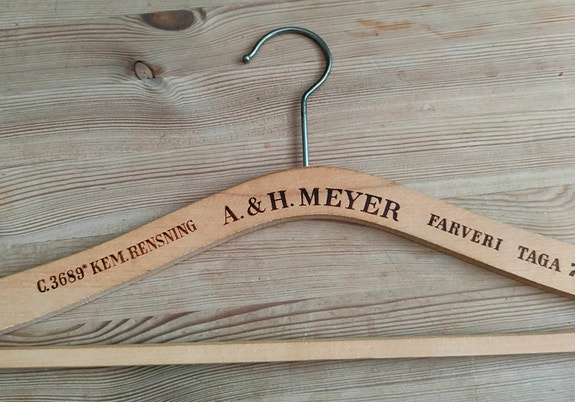 C.3689* KEM.RENSNING A. & H. MEYER FARVERI TAGA